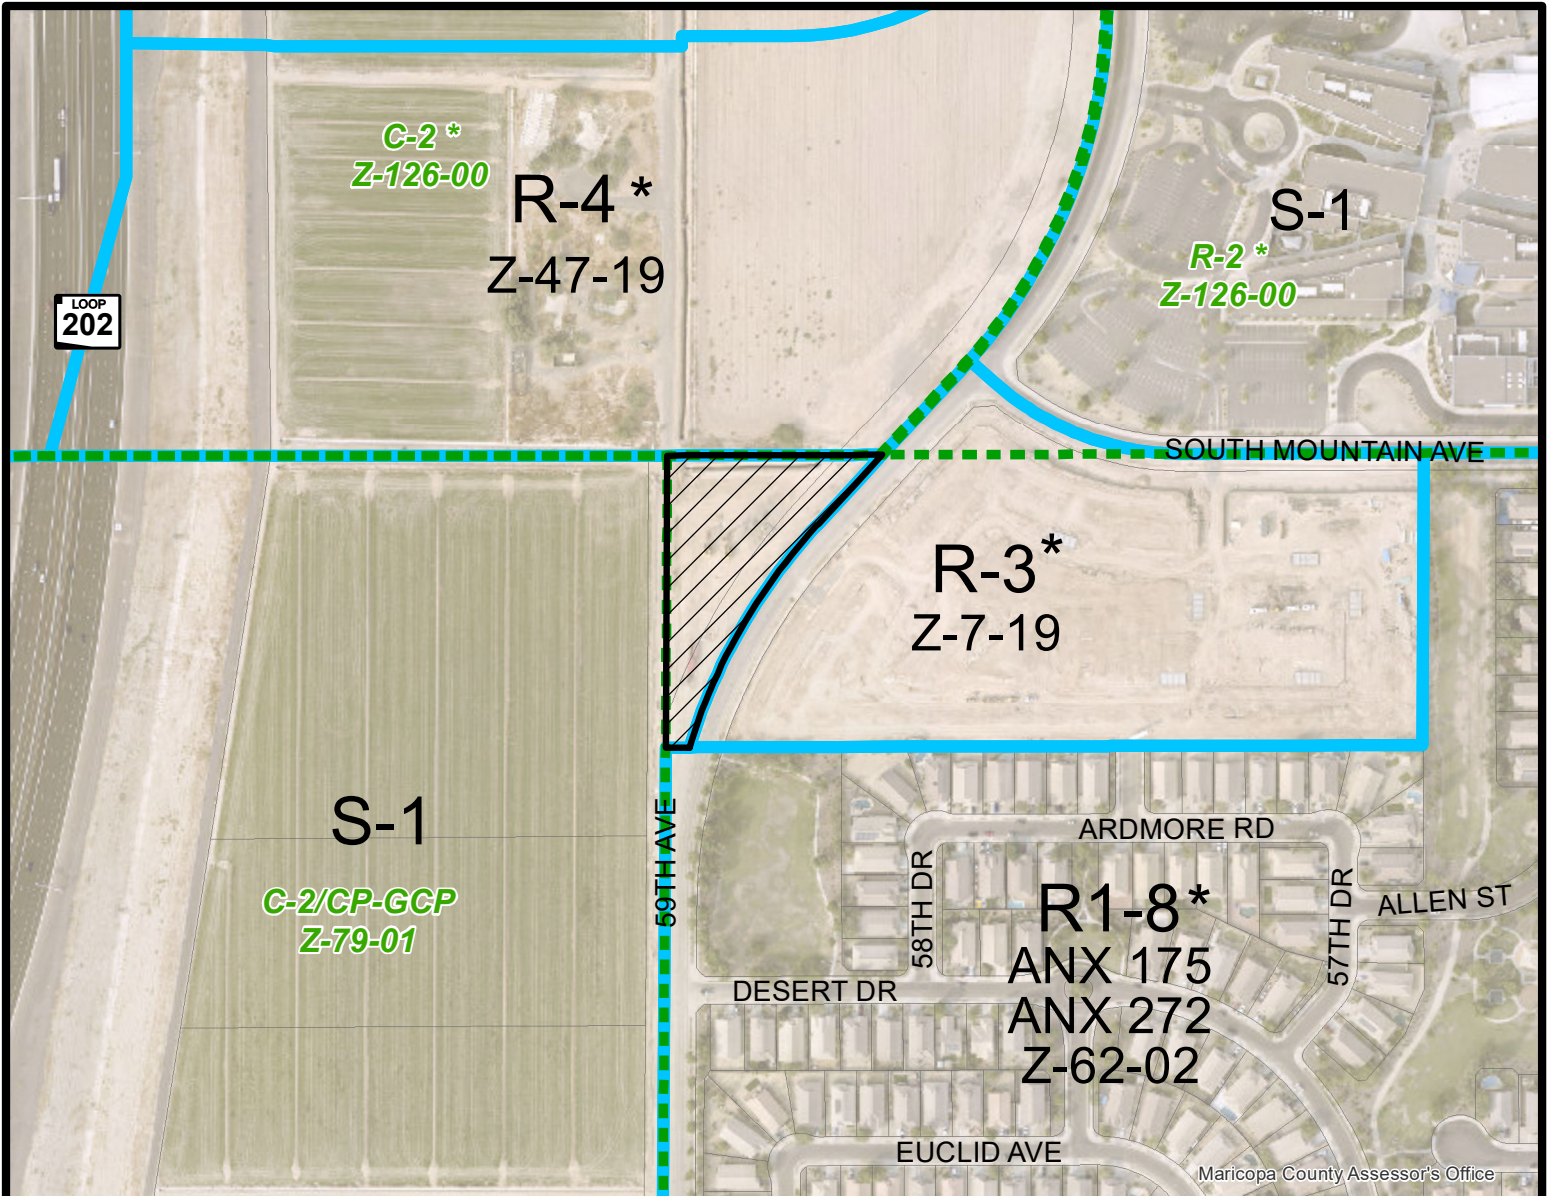 C-2 *
Z-126-00
R-4 *
Z-47-19
S-1
R-2 *
Z-126-00
LOOP
202
SOUTH MOUNTAIN AVE
R-3*
Z-7-19
S-1
C-2/CP-GCP
Z-79-01
59TH AVE
ARDMORE RD
58TH DR
57TH DR
ALLEN ST
R1-8*
ANX 175
ANX 272
Z-62-02
DESERT DR
EUCLID AVE
Maricopa County Assessor's Office